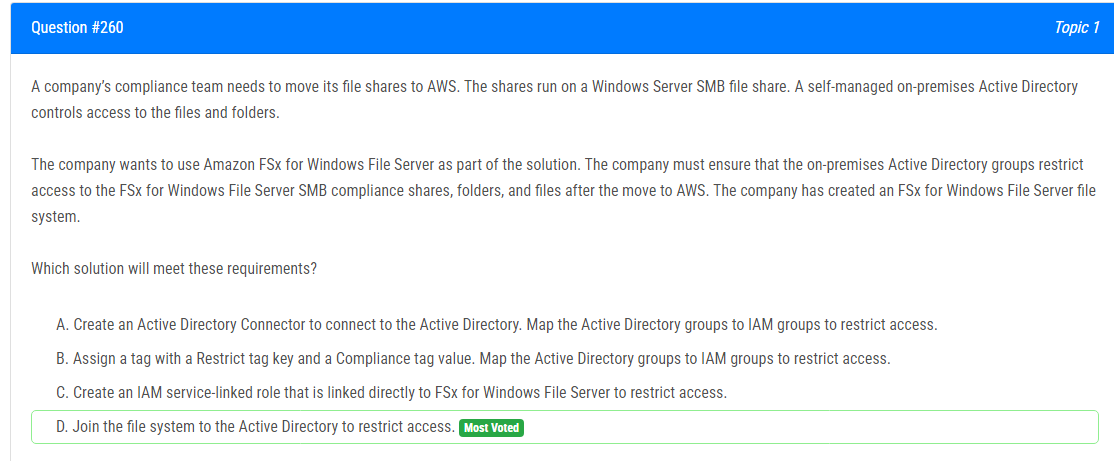 Question #260
Topic 1
A company’s compliance team needs to move its file shares to AWS. The shares run on a Windows Server SMB file share. A self-managed on-premises Active Directory
controls access to the files and folders.
The company wants to use Amazon FSx for Windows File Server as part of the solution. The company must ensure that the on-premises Active Directory groups restrict
access to the FSx for Windows File Server SMB compliance shares, folders, and files after the move to AWS. The company has created an FSx for Windows File Server file
system.
Which solution will meet these requirements?
A. Create an Active Directory Connector to connect to the Active Directory. Map the Active Directory groups to IAM groups to restrict access.
B. Assign a tag with a Restrict tag key and a Compliance tag value. Map the Active Directory groups to IAM groups to restrict access.
C. Create an IAM service-linked role that is linked directly to FSx for Windows File Server to restrict access.
D. Join the file system to the Active Directory to restrict access. Most Voted